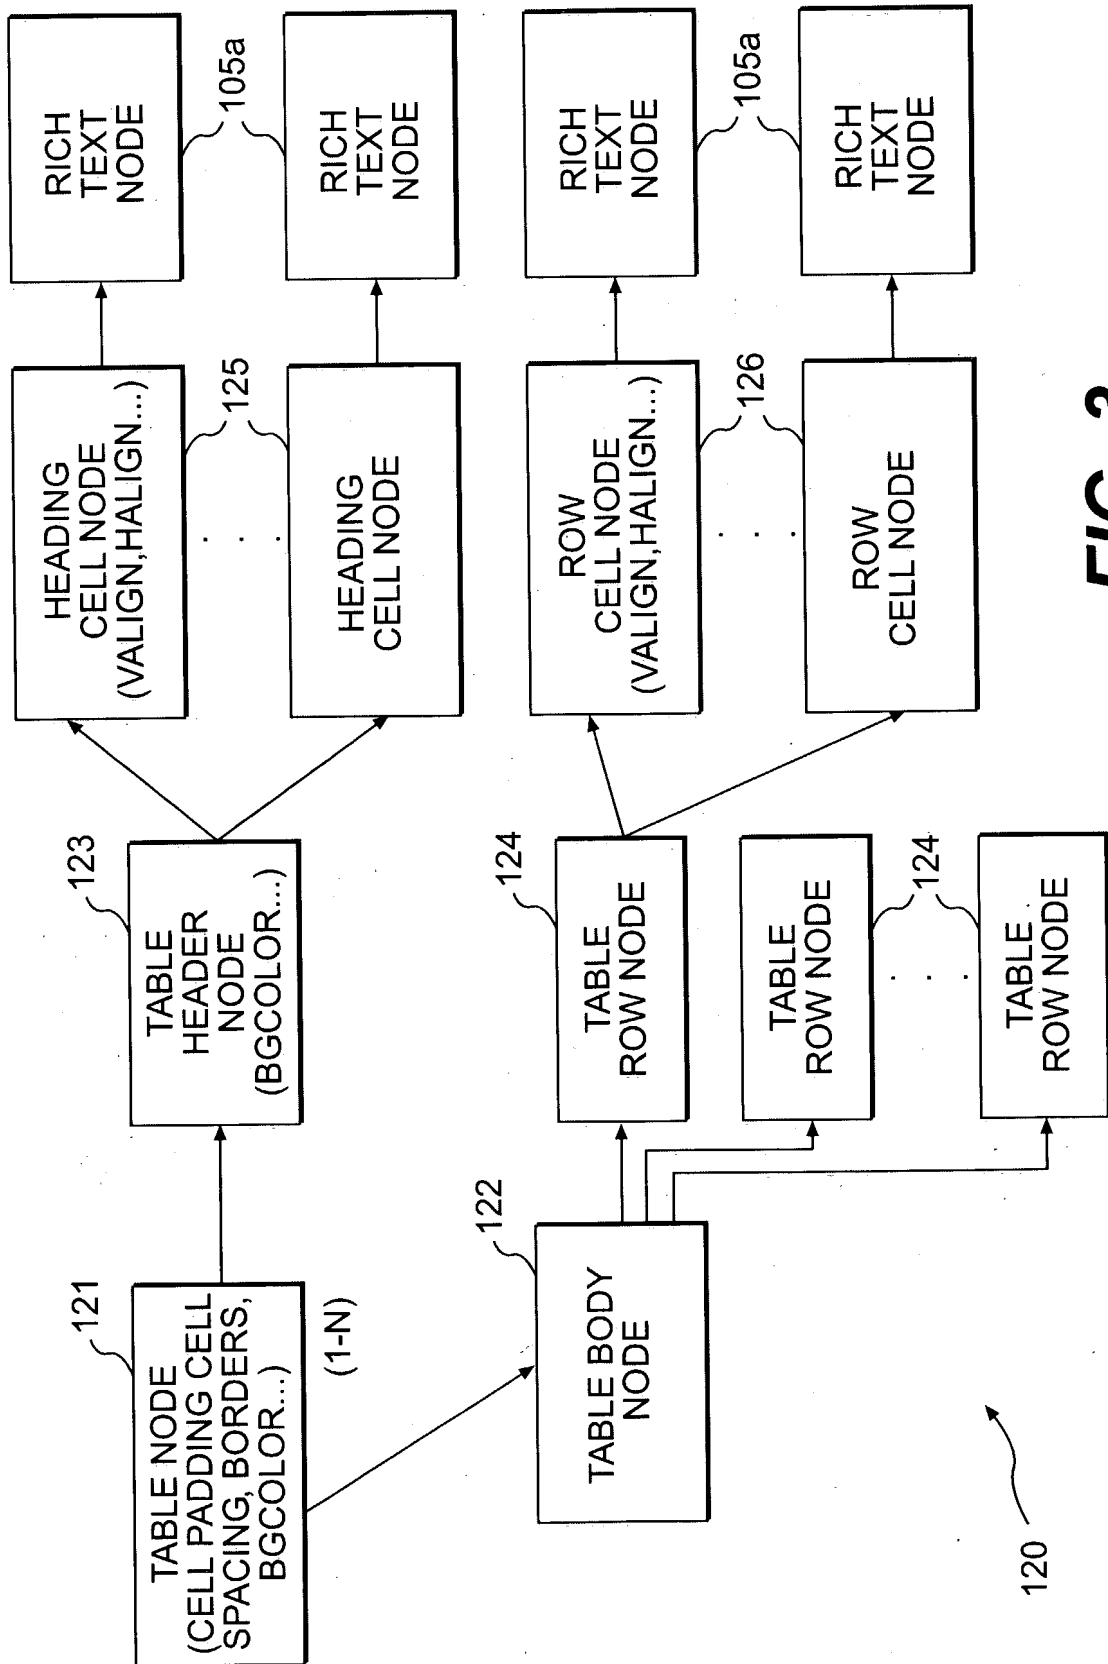 121
TABLE NODE
(CELL PADDING CELL
SPACING, BORDERS,
BGCOLOR...)
(1-N)
123
TABLE
HEADER
NODE
(BGCOLOR...)
HEADING
CELL NODE
(VALIGN,HALIGN...)
125
. . .
HEADING
CELL NODE
RICH
TEXT
NODE
105a
RICH
TEXT
NODE
122
TABLE BODY
NODE
124
TABLE
ROW NODE
TABLE
ROW NODE
124
. . .
TABLE
ROW NODE
ROW
CELL NODE
(VALIGN,HALIGN...)
126
. . .
ROW
CELL NODE
RICH
TEXT
NODE
105a
RICH
TEXT
NODE
120
FIG.